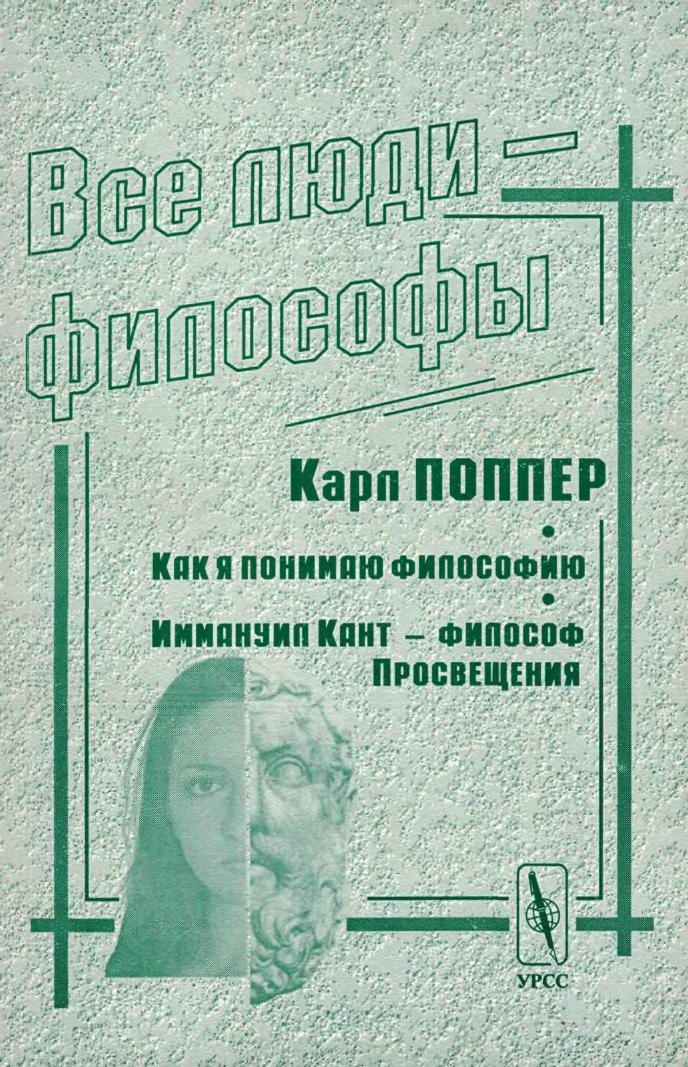 Все люди –
философы
Карл ПОППЕР
•
Как я понимаю философию
•
Иммануил Кант – философ
Просвещения
УРСС